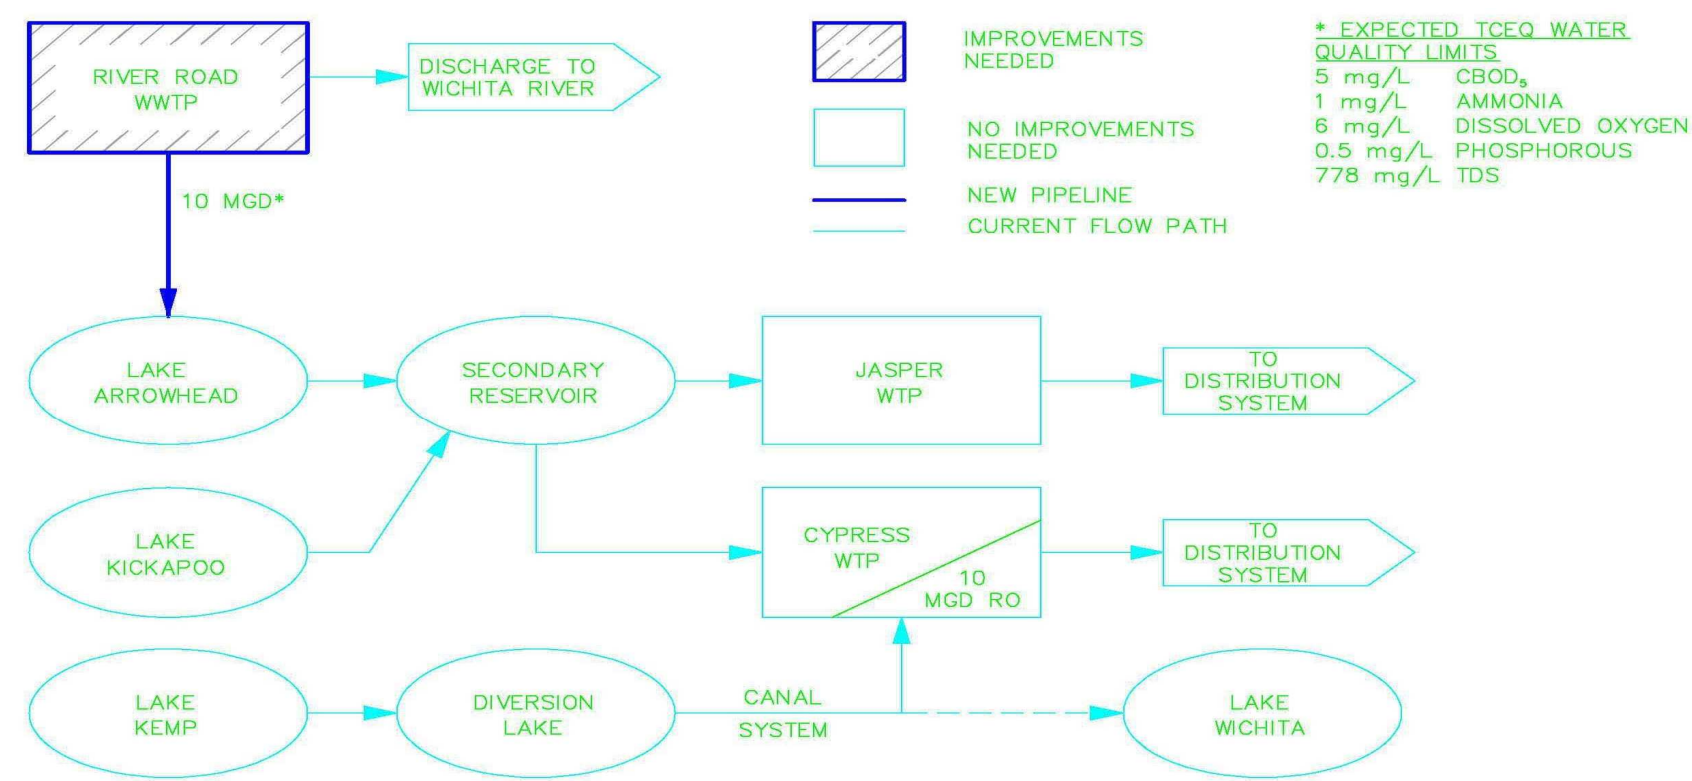 RIVER ROAD
WWTP
DISCHARGE TO
WICHITA RIVER
10 MGD*
IMPROVEMENTS
NEEDED
NO IMPROVEMENTS
NEEDED
NEW PIPELINE
CURRENT FLOW PATH
* EXPECTED TCEQ WATER
QUALITY LIMITS
5 mg/L CBOD₅
1 mg/L AMMONIA
6 mg/L DISSOLVED OXYGEN
0.5 mg/L PHOSPHOROUS
778 mg/L TDS
LAKE
ARROWHEAD
SECONDARY
RESERVOIR
JASPER
WTP
TO
DISTRIBUTION
SYSTEM
LAKE
KICKAPOO
CYPRESS
WTP
10
MGD RO
TO
DISTRIBUTION
SYSTEM
LAKE
KEMP
DIVERSION
LAKE
CANAL
SYSTEM
LAKE
WICHITA